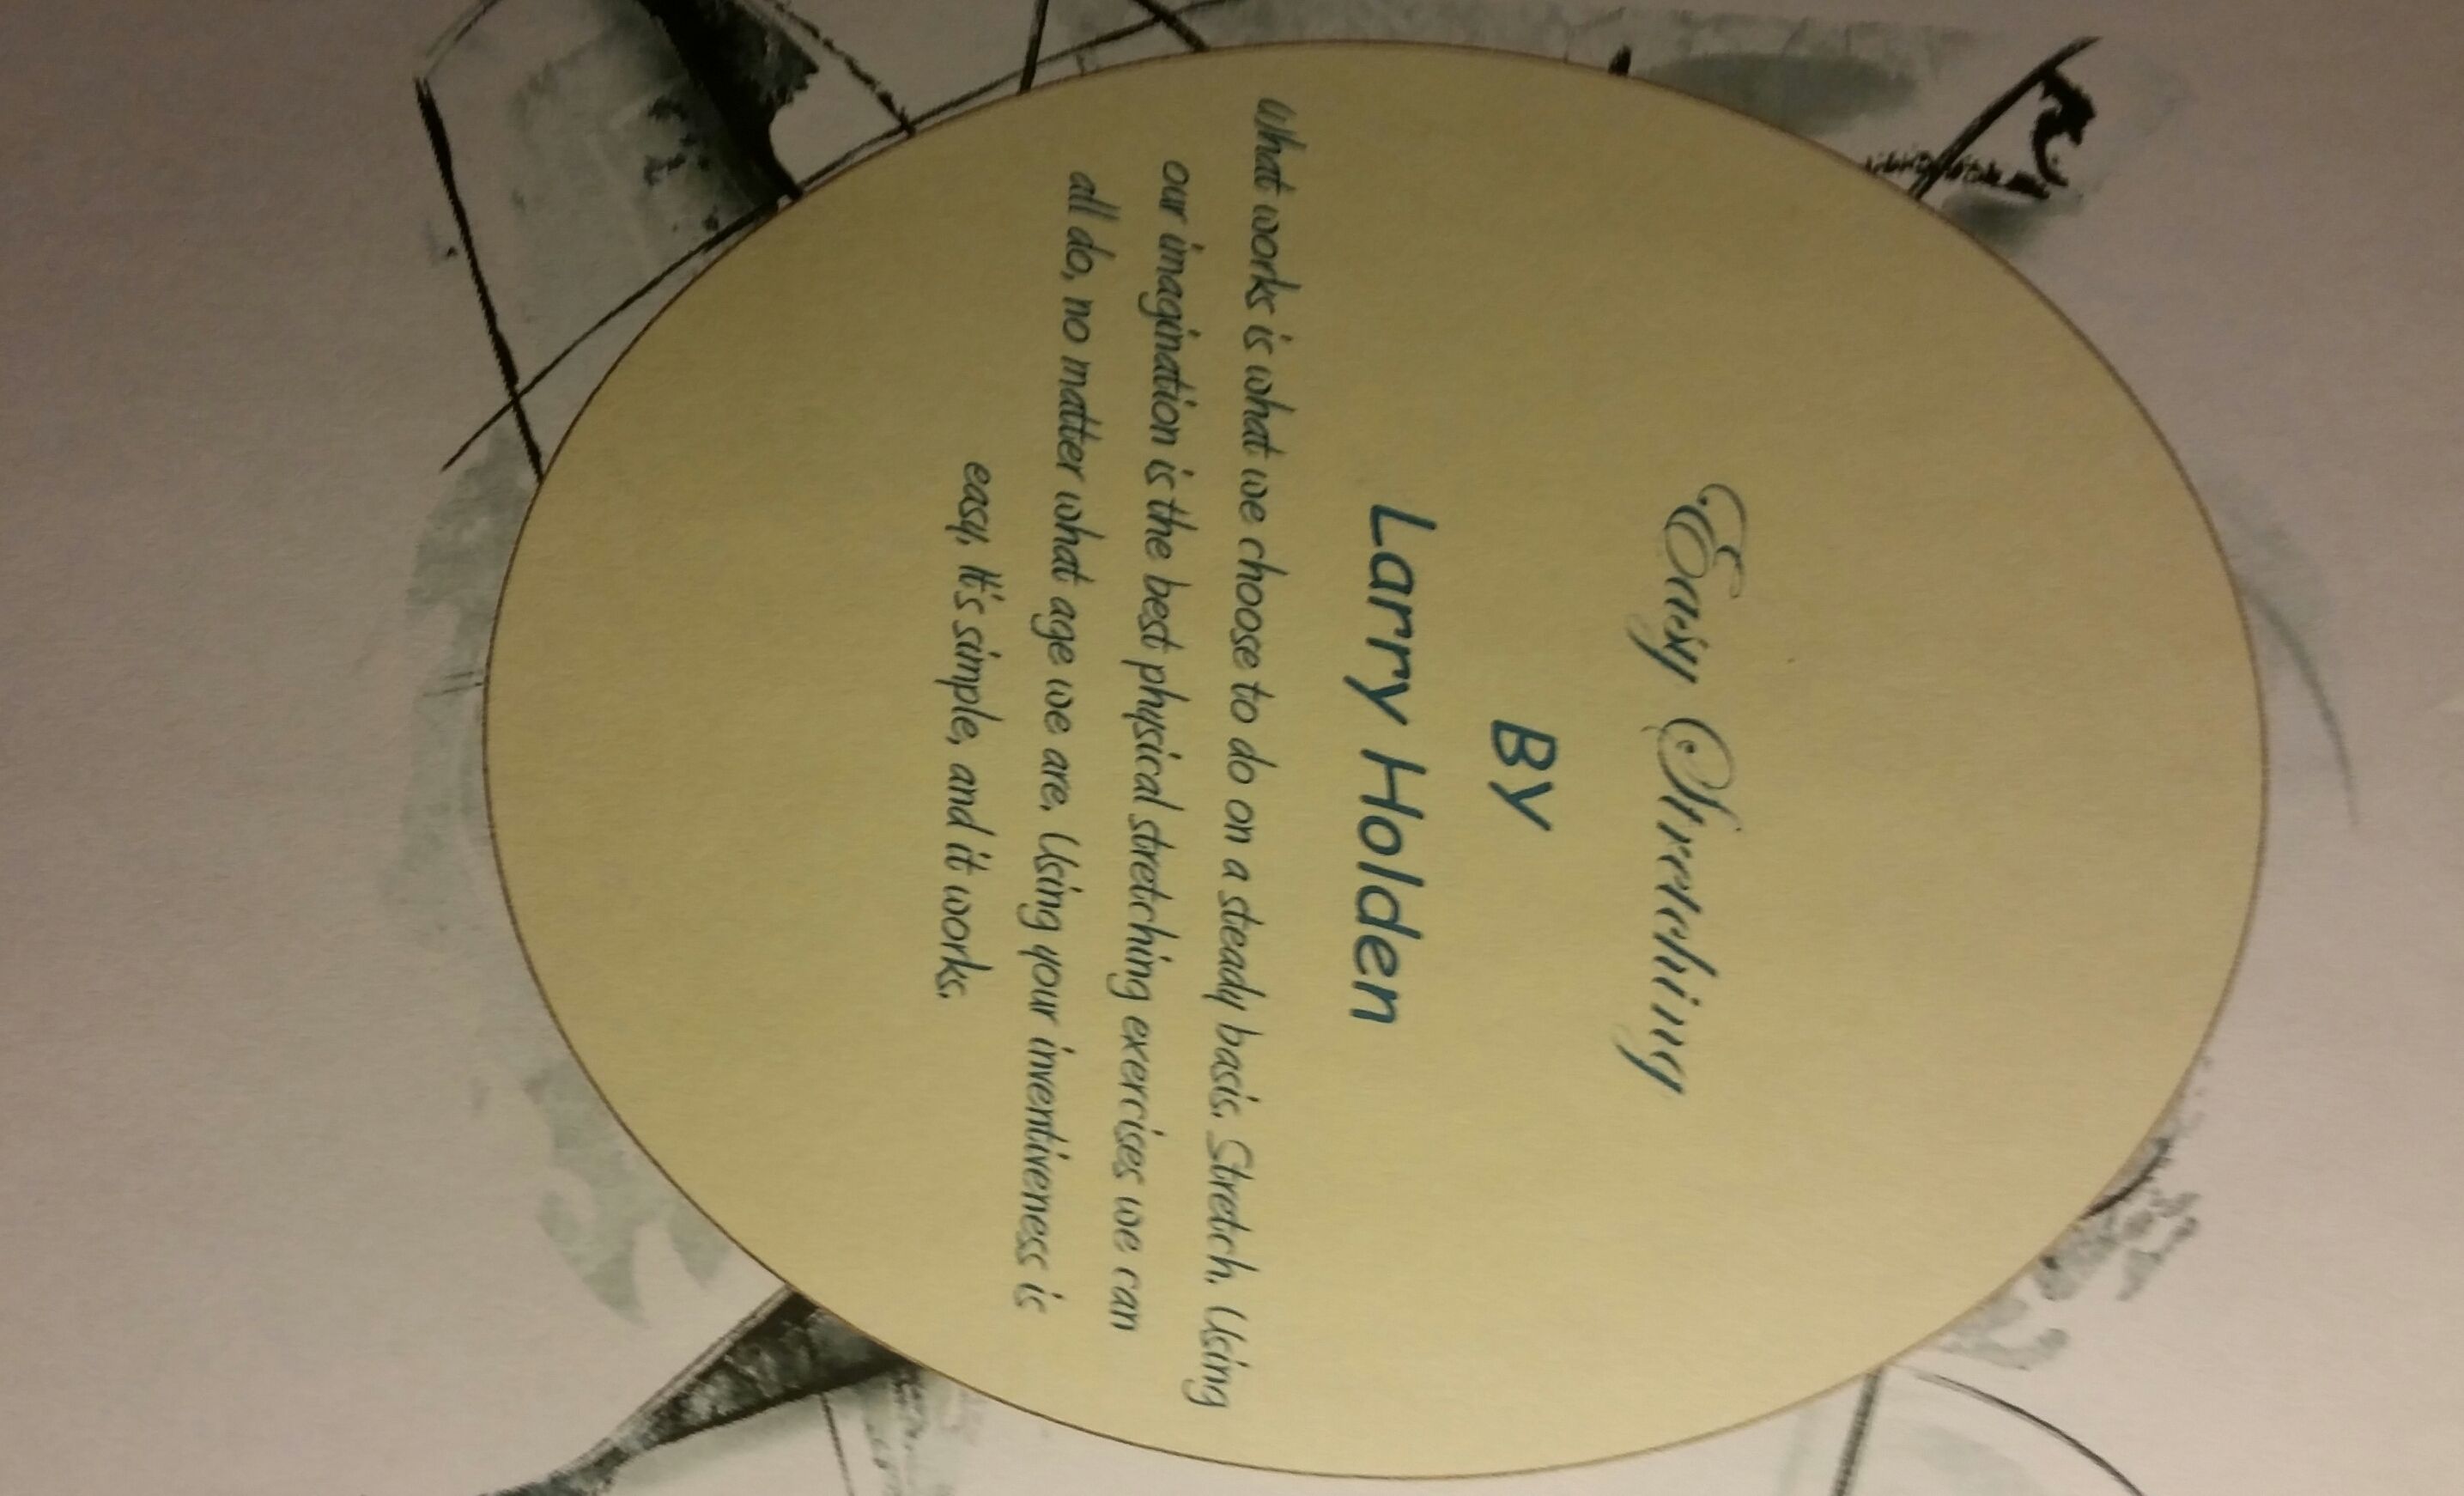 Easy Stretching
By
Larry Holden
What works is what we choose to do on a steady basis. Stretch. Using
our imagination is the best physical stretching exercises we can
all do, no matter what age we are. Using your inventiveness is
easy. It's simple, and it works.